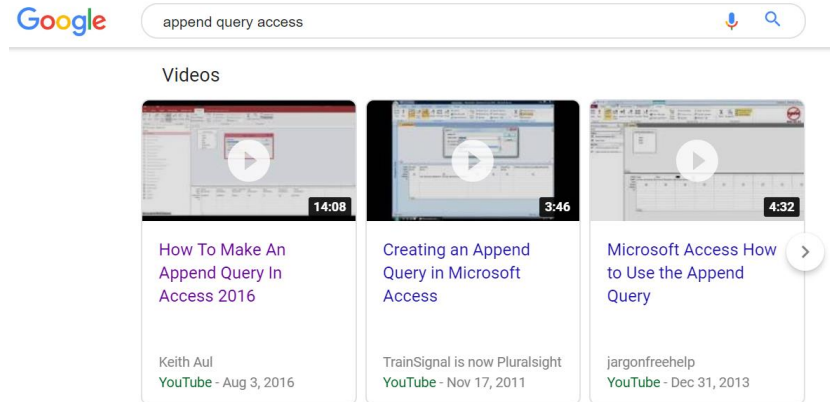 Google
append query access
Videos
14:08
3:46
4:32
How To Make An
Append Query In
Access 2016
Creating an Append
Query in Microsoft
Access
Microsoft Access How
to Use the Append
Query
Keith Aul
YouTube - Aug 3, 2016
TrainSignal is now Pluralsight
YouTube - Nov 17, 2011
jargonfreehelp
YouTube - Dec 31, 2013